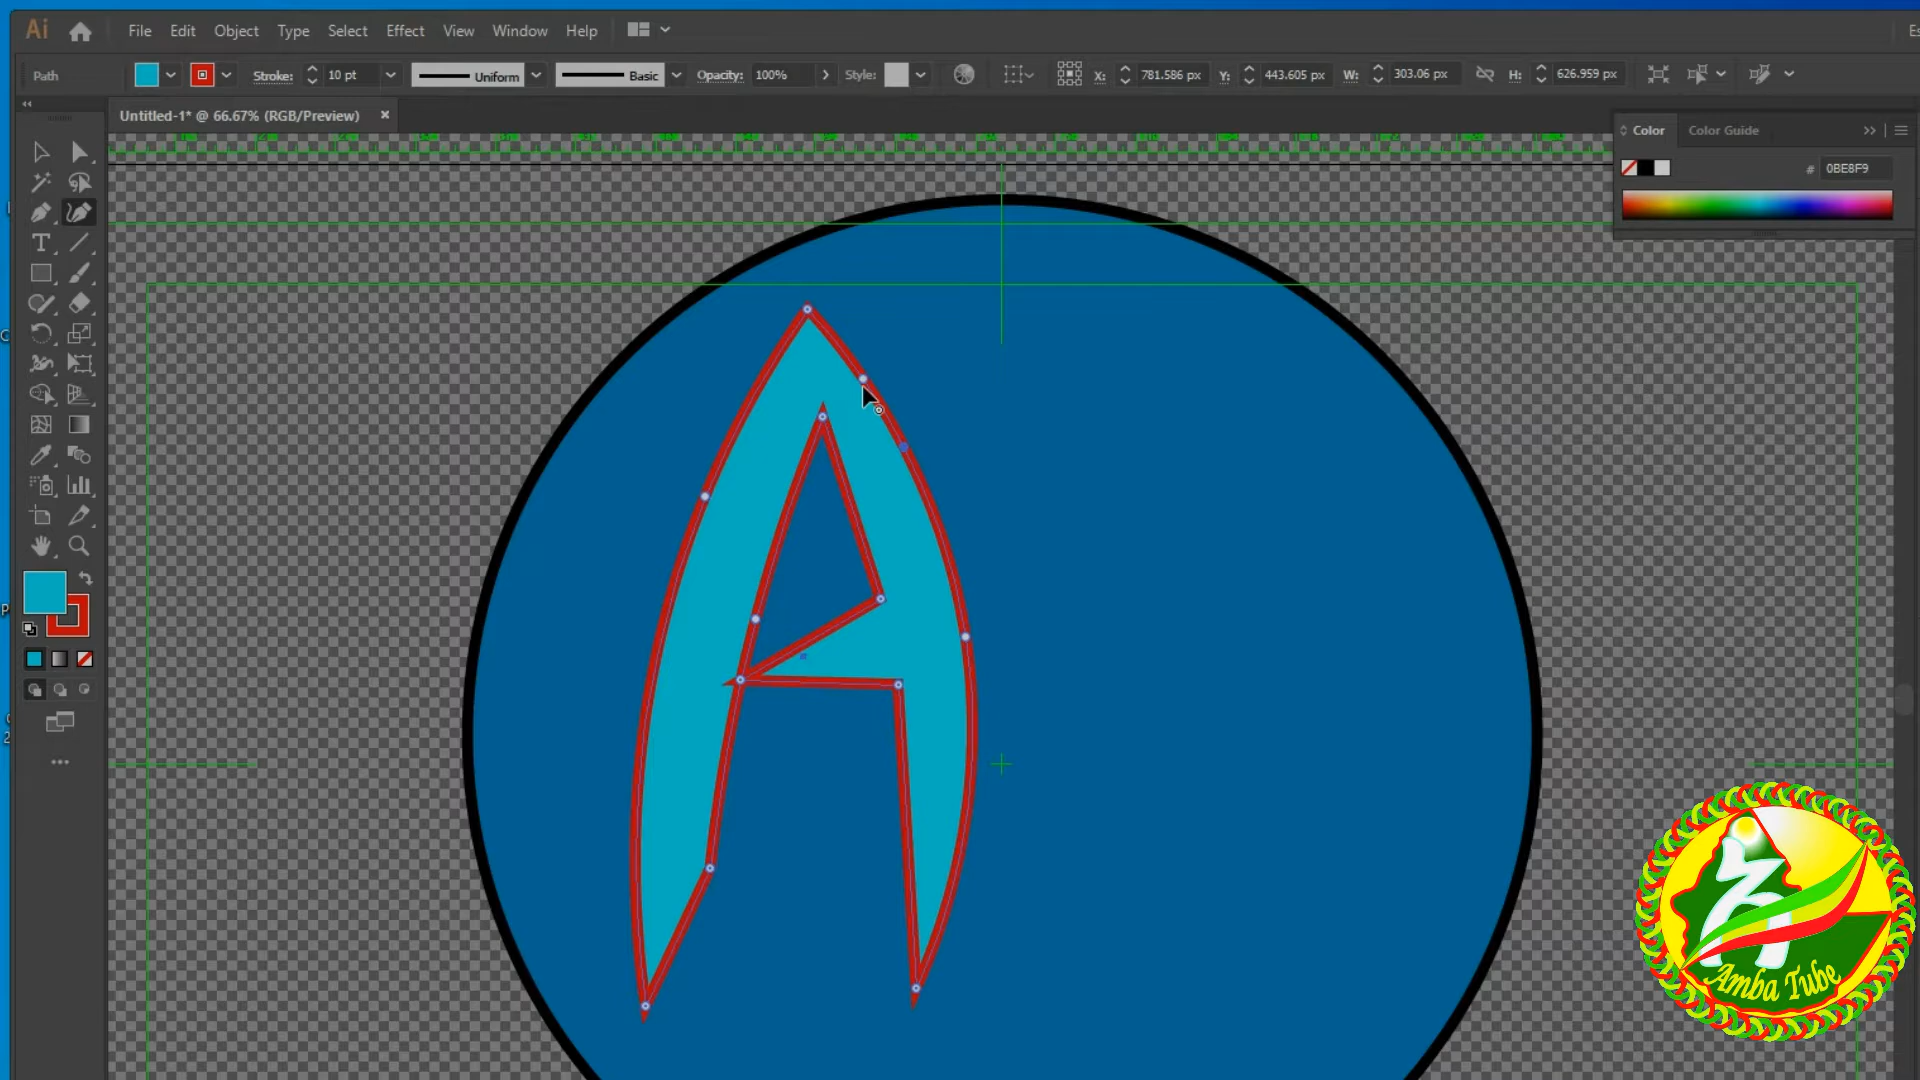 Ai File Edit Object Type Select Effect View Window Help Es
Path Stroke: 10 pt Uniform Basic Opacity: 100% Style: X: 781.586 px Y: 443.605 px W: 303.06 px H: 626.959 px
Untitled-1* @ 66.67% (RGB/Preview) ×
Color Color Guide
# 0BE8F9
A
Amba Tube